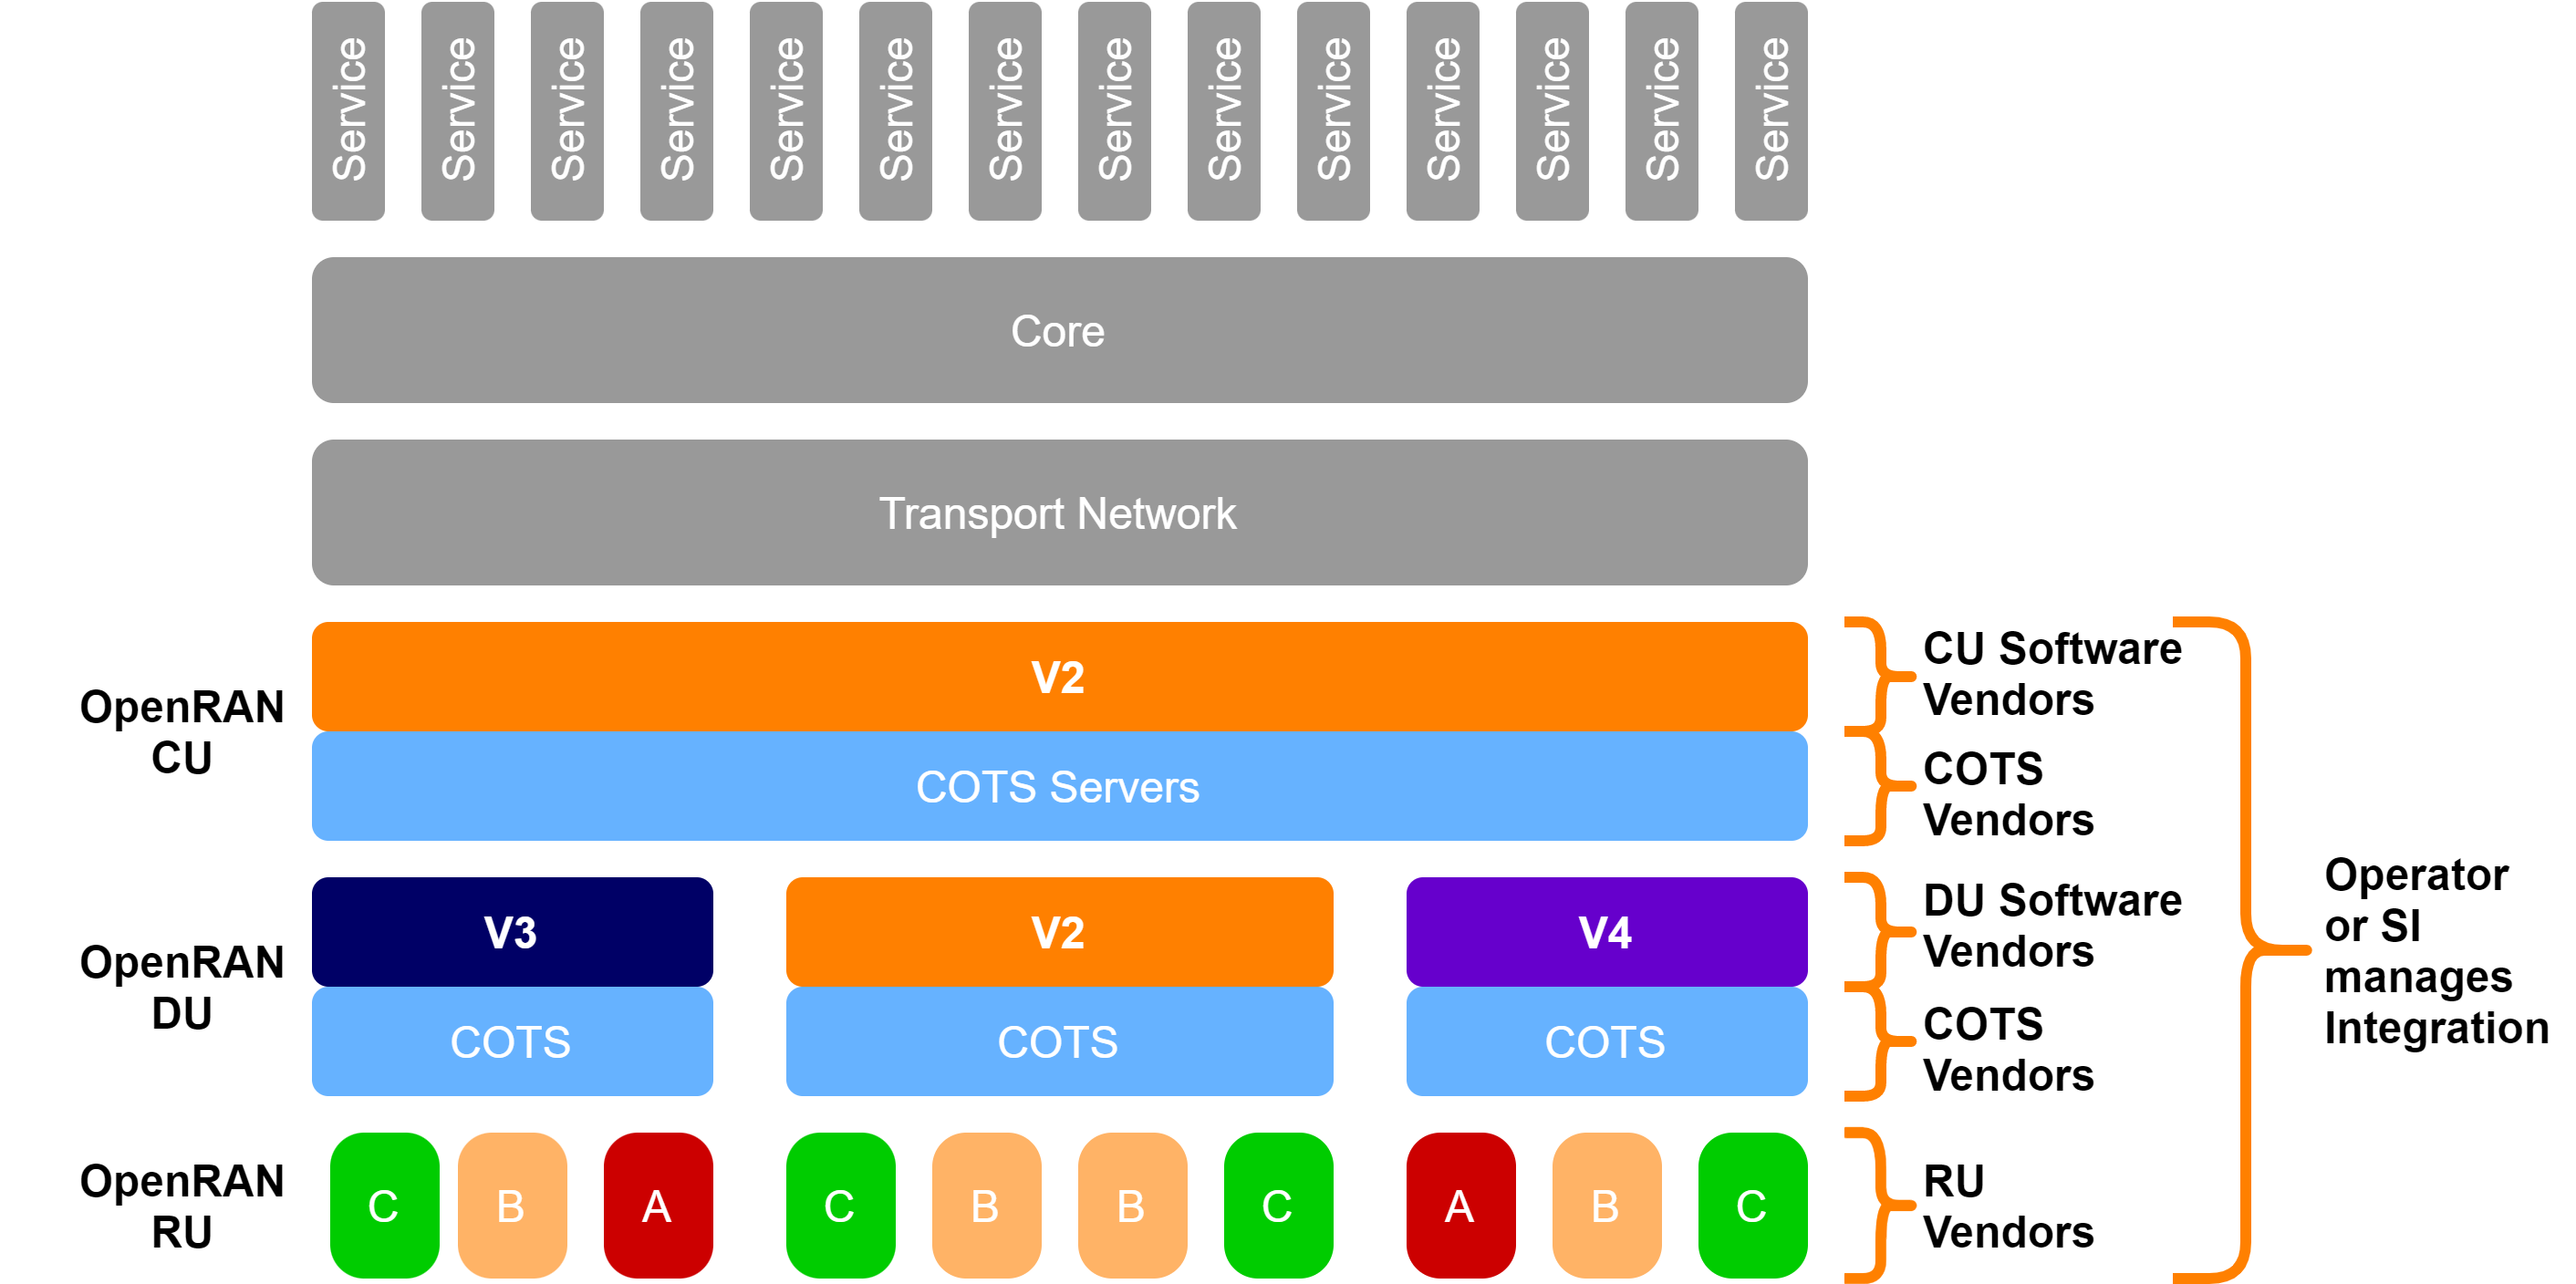 Service
Service
Service
Service
Service
Service
Service
Service
Service
Service
Service
Service
Service
Service
Core
Transport Network
OpenRAN
CU
V2
COTS Servers
CU Software
Vendors
COTS
Vendors
OpenRAN
DU
V3
V2
V4
COTS
COTS
COTS
DU Software
Vendors
COTS
Vendors
OpenRAN
RU
C
B
A
C
B
B
C
A
B
C
RU
Vendors
Operator
or SI
manages
Integration